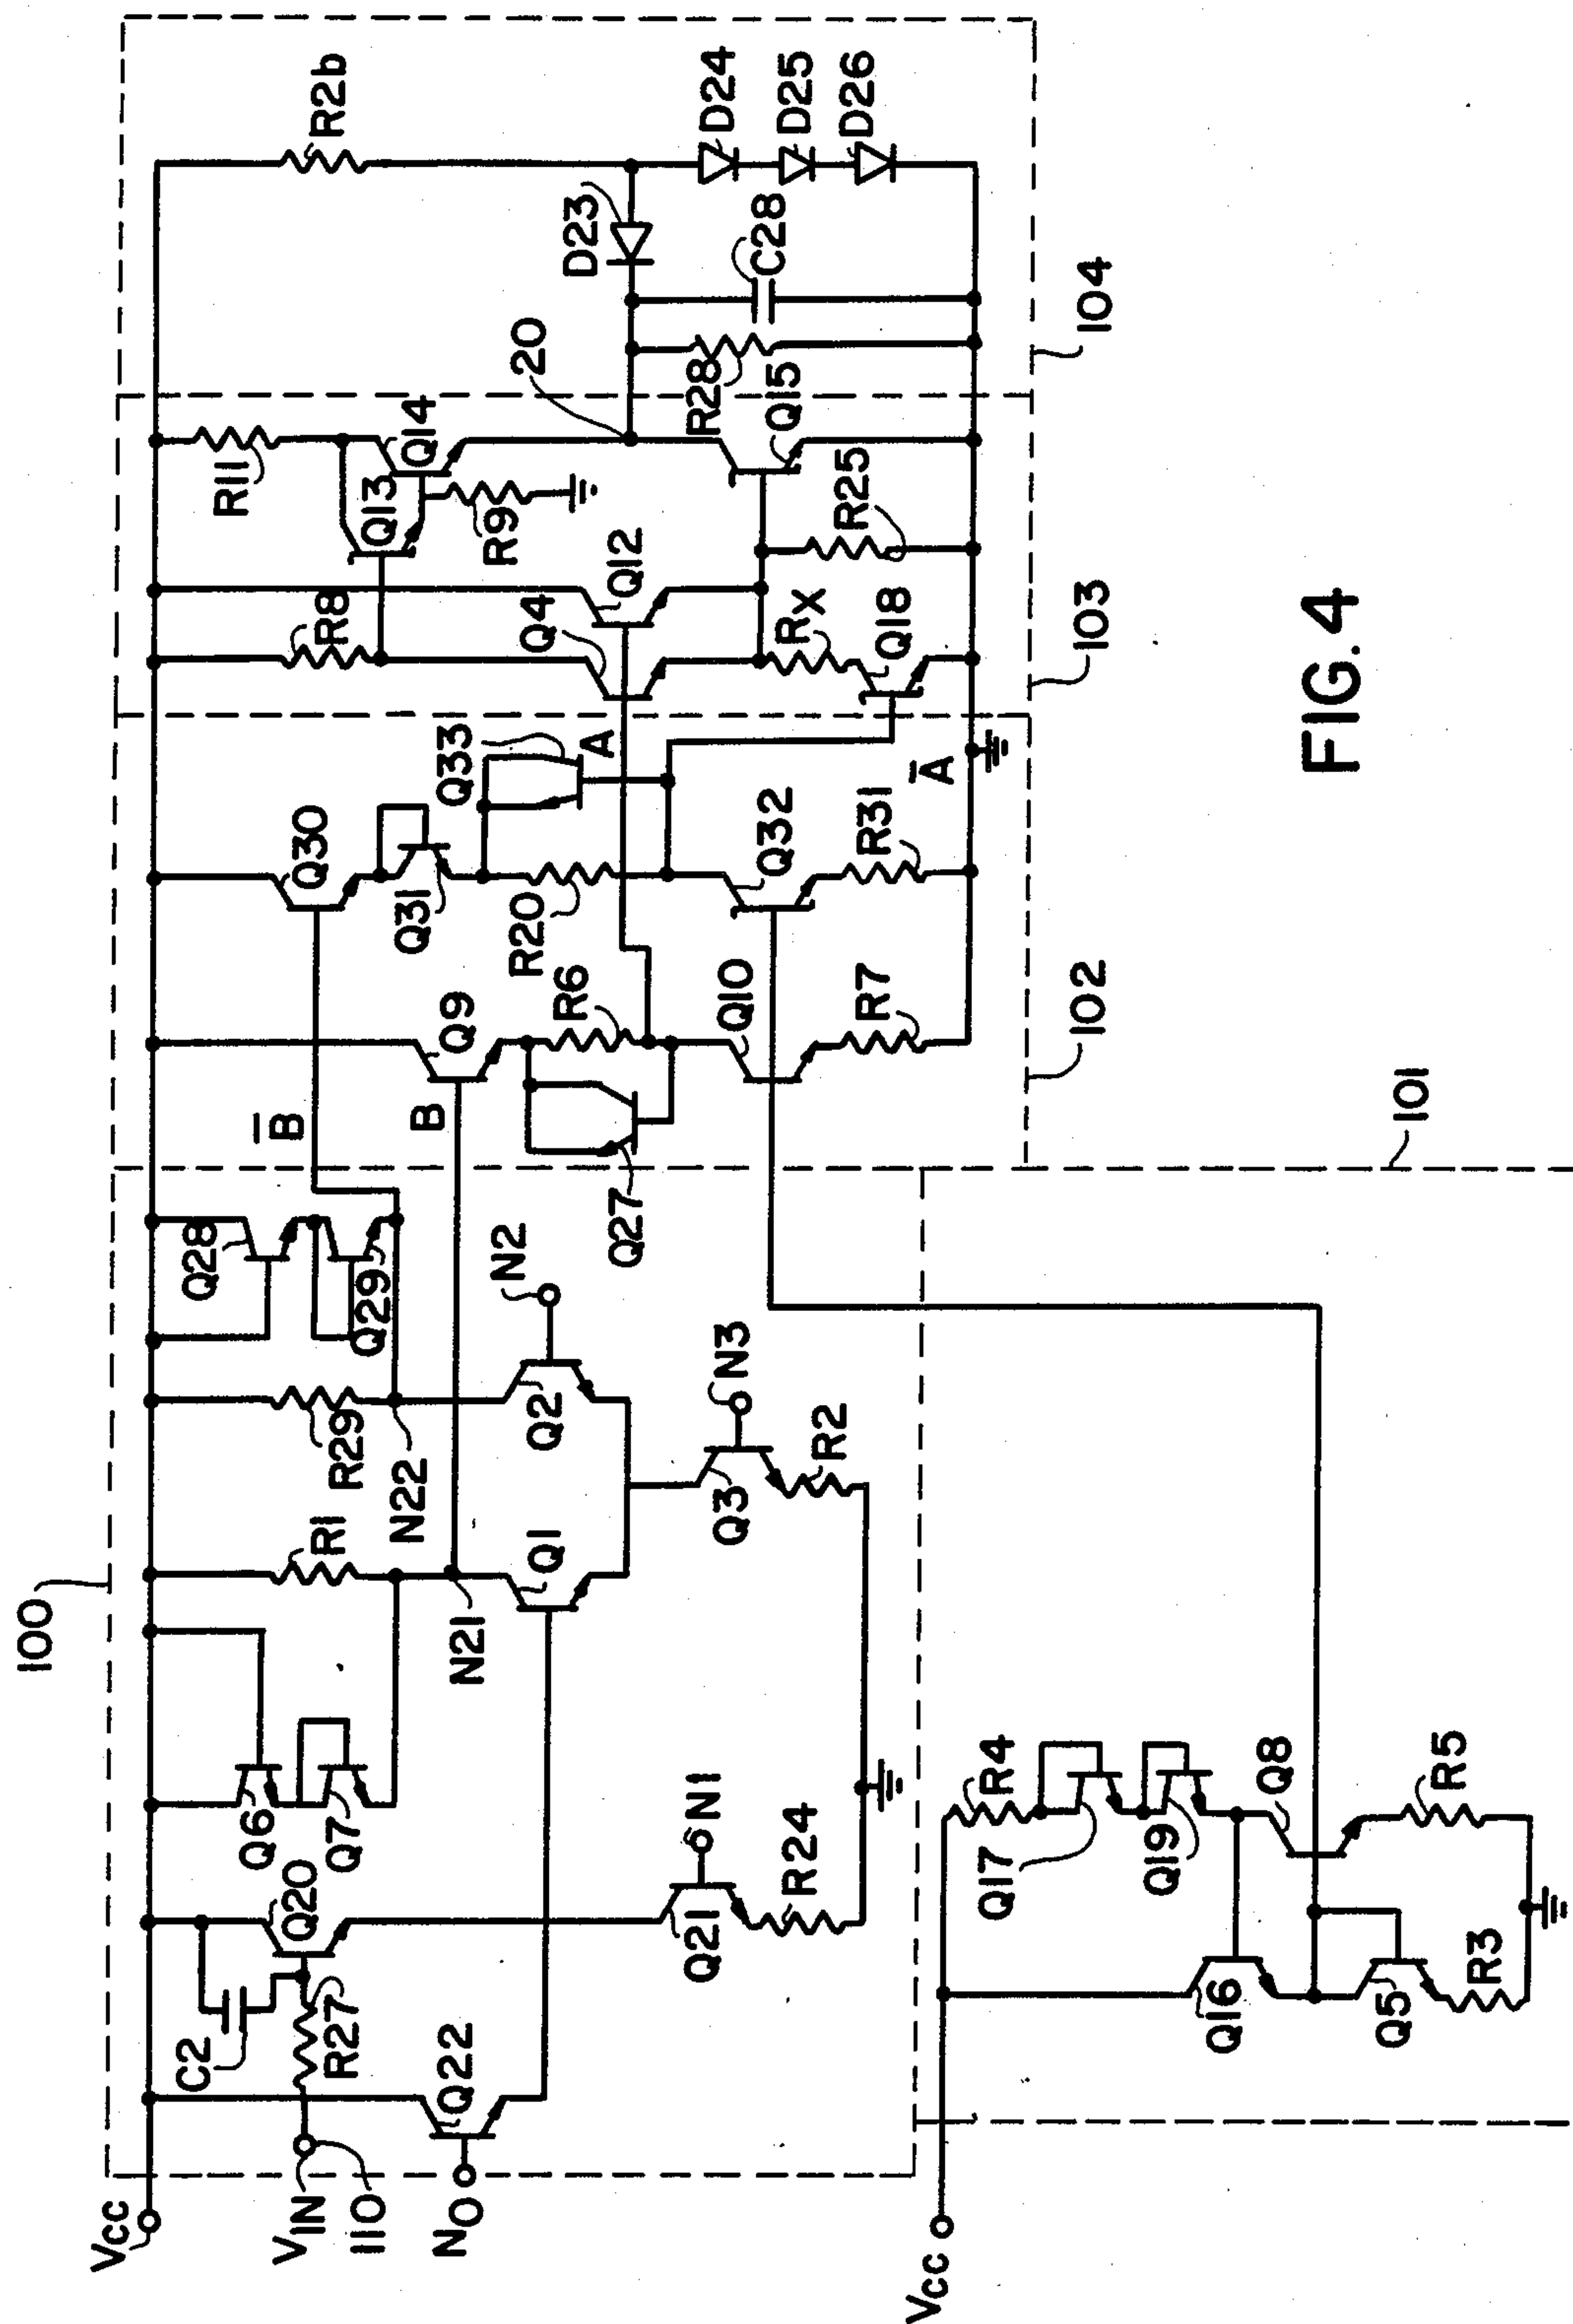 100
VCC
VIN
110
N0
C2
R27
Q20
Q22
Q6
Q7
R1
N21
Q1
R29
N22
Q2
N2
Q28
Q29
Q21
N1
R24
Q3
N3
R2
B̅
B
Q30
Q31
Q33
A
Q9
R6
R20
Q27
Q10
R7
Q32
R31
A̅
102
R8
Q4
Q12
Q13
R11
Q14
R9
20
RX
Q18
R25
Q15
103
R2b
D23
D24
D25
D26
C28
R28
104
101
VCC
R4
Q17
Q19
Q16
Q8
Q5
R3
R5
FIG. 4